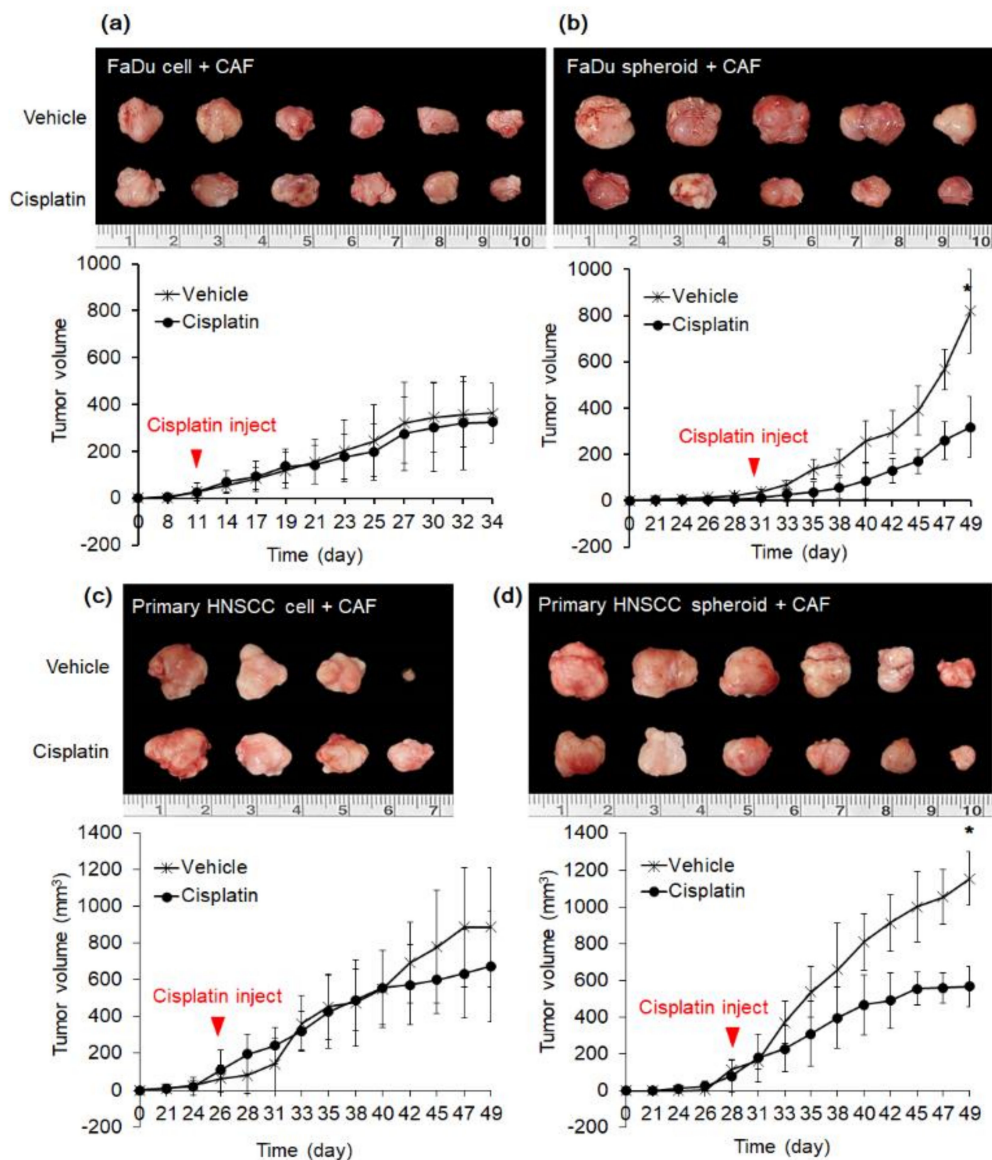 (a)
FaDu cell + CAF
Vehicle
Cisplatin
1 2 3 4 5 6 7 8 9 10
1000
800
600
400
200
0
-200
Tumor volume
Vehicle
Cisplatin
Cisplatin inject
0 8 11 14 17 19 21 23 25 27 30 32 34
Time (day)
(b)
FaDu spheroid + CAF
1 2 3 4 5 6 7 8 9 10
1000
800
600
400
200
0
-200
Tumor volume
Vehicle
Cisplatin
*
Cisplatin inject
0 21 24 26 28 31 33 35 38 40 42 45 47 49
Time (day)
(c)
Primary HNSCC cell + CAF
Vehicle
Cisplatin
1 2 3 4 5 6 7
1400
1200
1000
800
600
400
200
0
-200
Tumor volume (mm³)
Vehicle
Cisplatin
Cisplatin inject
0 21 24 26 28 31 33 35 38 40 42 45 47 49
Time (day)
(d)
Primary HNSCC spheroid + CAF
1 2 3 4 5 6 7 8 9 10
*
1400
1200
1000
800
600
400
200
0
-200
Tumor volume (mm³)
Vehicle
Cisplatin
Cisplatin inject
0 21 24 26 28 31 33 35 38 40 42 45 47 49
Time (day)